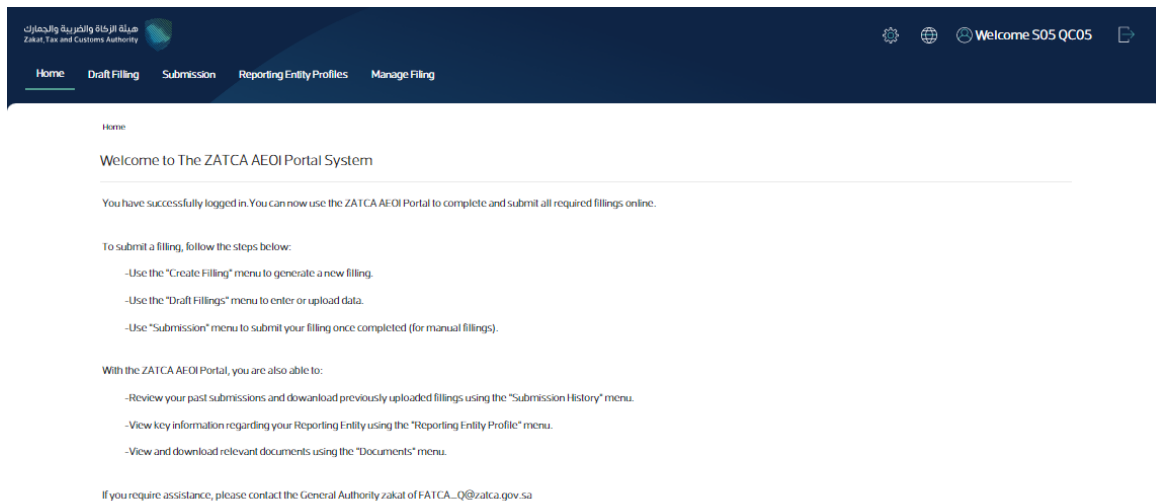 هيئة الزكاة والضريبة والجمارك
Zakat, Tax and Customs Authority
Welcome S05 QC05
Home Draft Filling Submission Reporting Entity Profiles Manage Filing
Home
Welcome to The ZATCA AEOI Portal System
You have successfully logged in. You can now use the ZATCA AEOI Portal to complete and submit all required fillings online.
To submit a filling, follow the steps below:
-Use the "Create Filling" menu to generate a new filling.
-Use the "Draft Fillings" menu to enter or upload data.
-Use "Submission" menu to submit your filling once completed (for manual fillings).
With the ZATCA AEOI Portal, you are also able to:
-Review your past submissions and dowanload previously uploaded fillings using the "Submission History" menu.
-View key information regarding your Reporting Entity using the "Reporting Entity Profile" menu.
-View and download relevant documents using the "Documents" menu.
If you require assistance, please contact the General Authority zakat of FATCA_Q@zatca.gov.sa